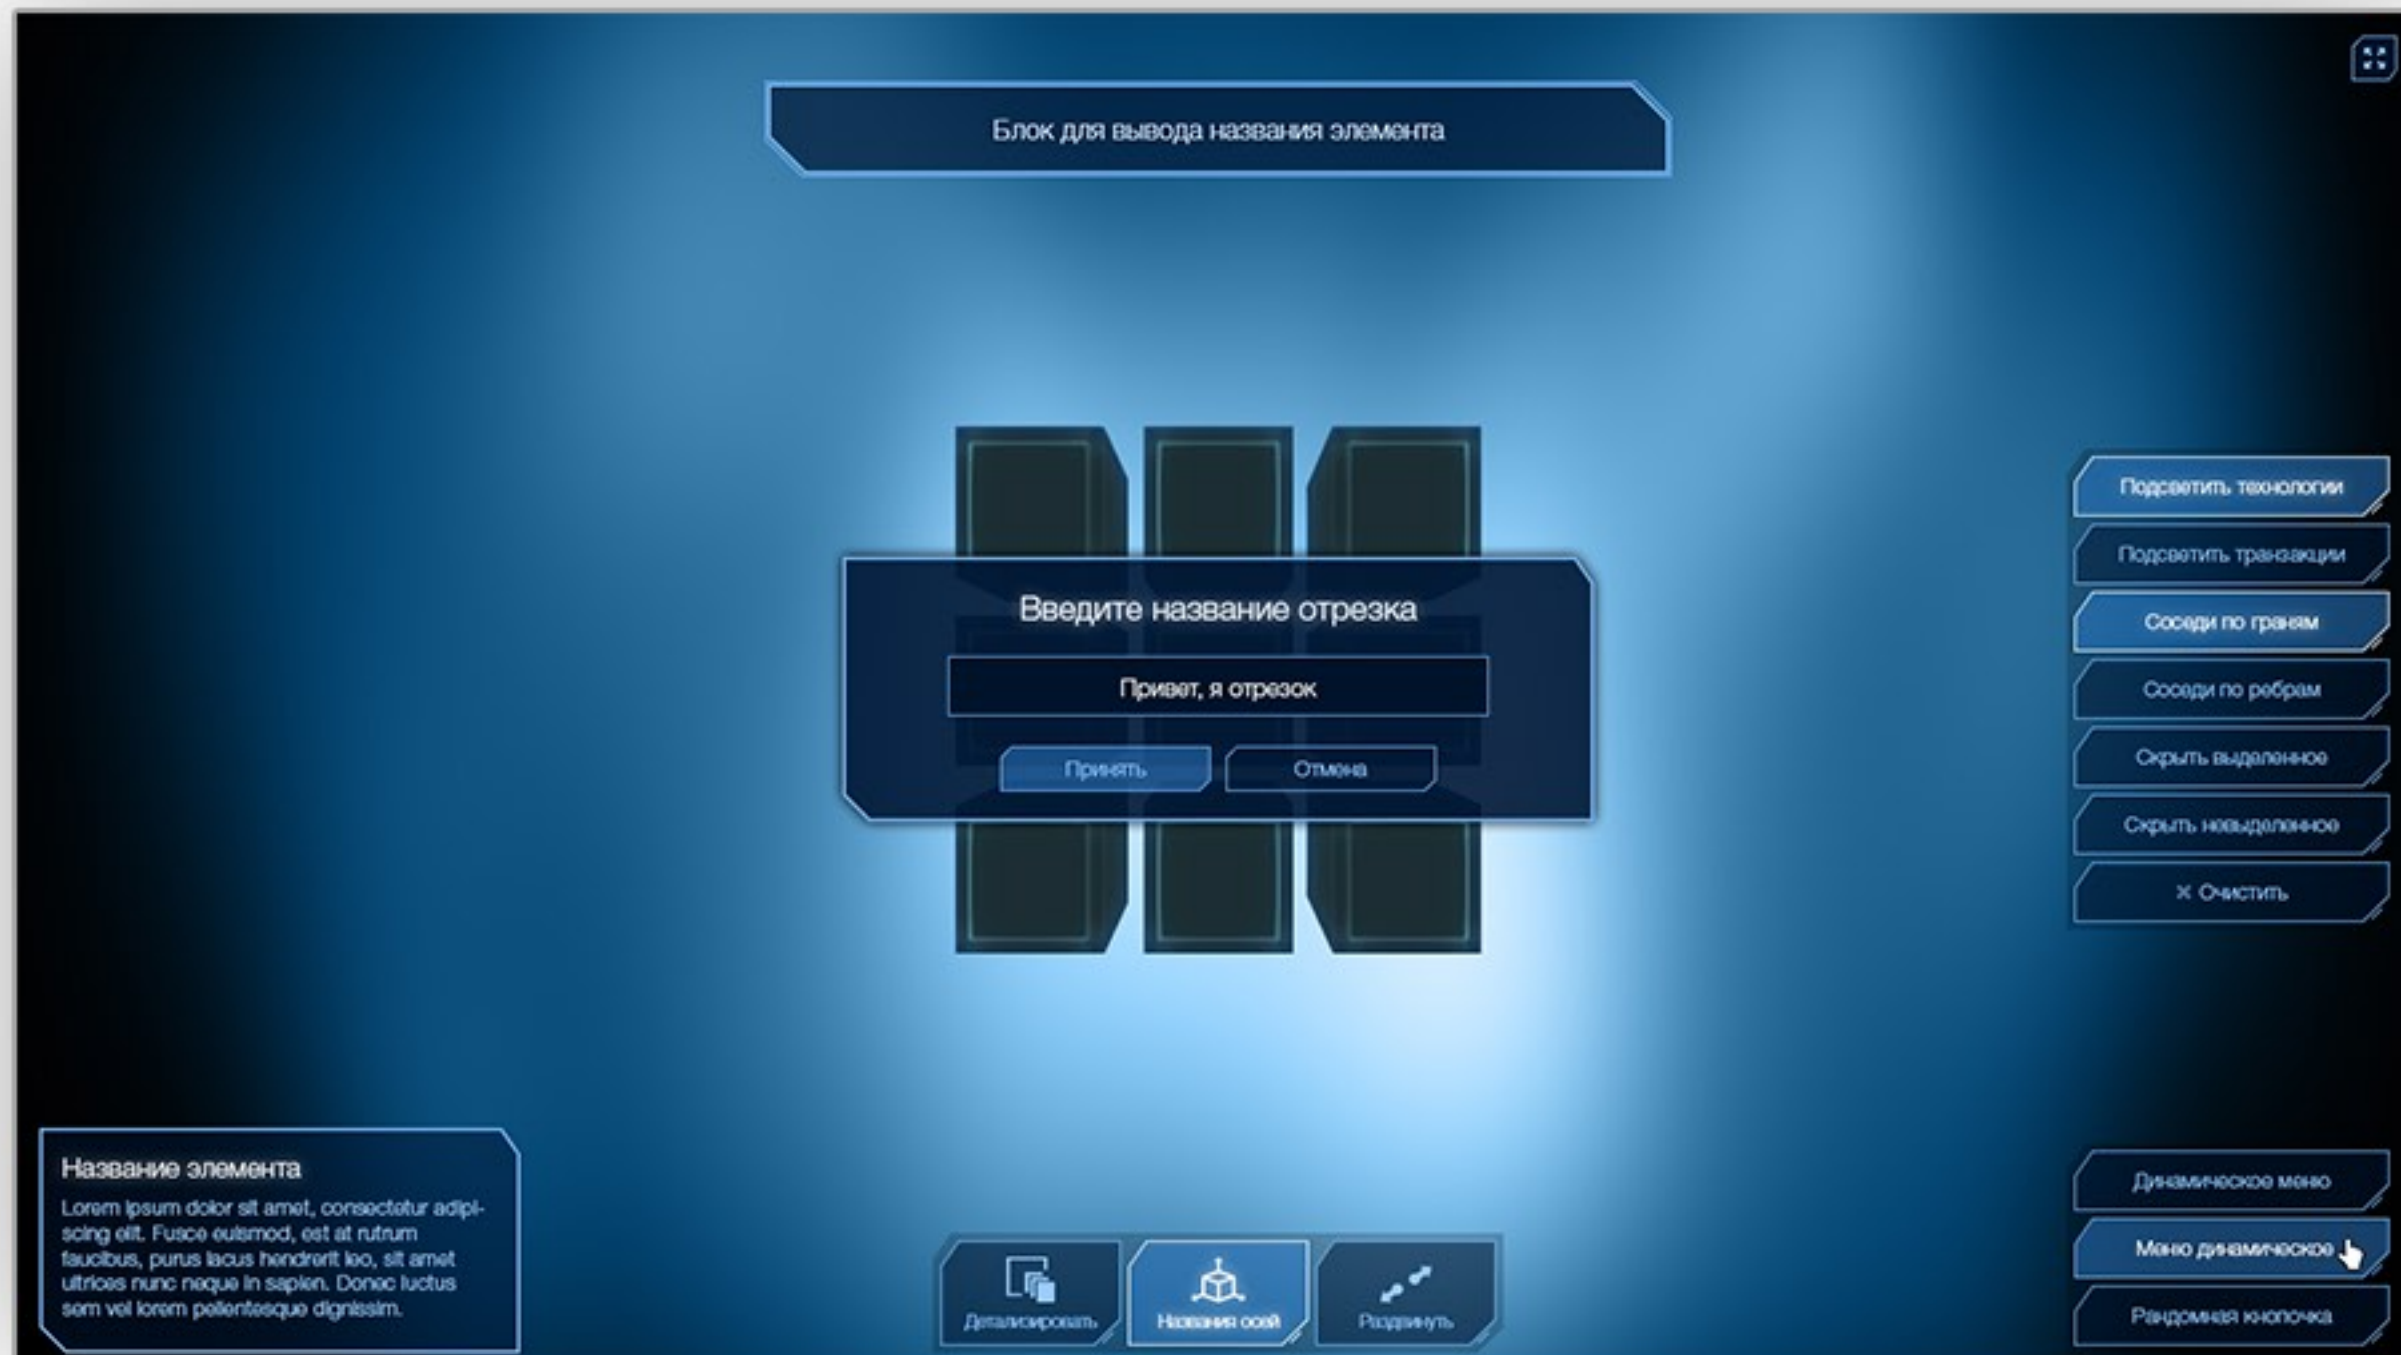 Блок для вывода названия элемента
Введите название отрезка
Привет, я отрезок
Принять
Отмена
Подсветить технологии
Подсветить транзакции
Соседи по граням
Соседи по ребрам
Скрыть выделенное
Скрыть невыделенное
× Очистить
Название элемента
Lorem ipsum dolor sit amet, consectetur adipi-
scing elit. Fusce euismod, est at rutrum
faucibus, purus lacus hendrerit leo, sit amet
ultrices nunc neque in sapien. Donec luctus
sem vel lorem pellentesque dignissim.
Детализировать
Названия осей
Раздвинуть
Динамическое меню
Меню динамическое
Рандомная кнопочка